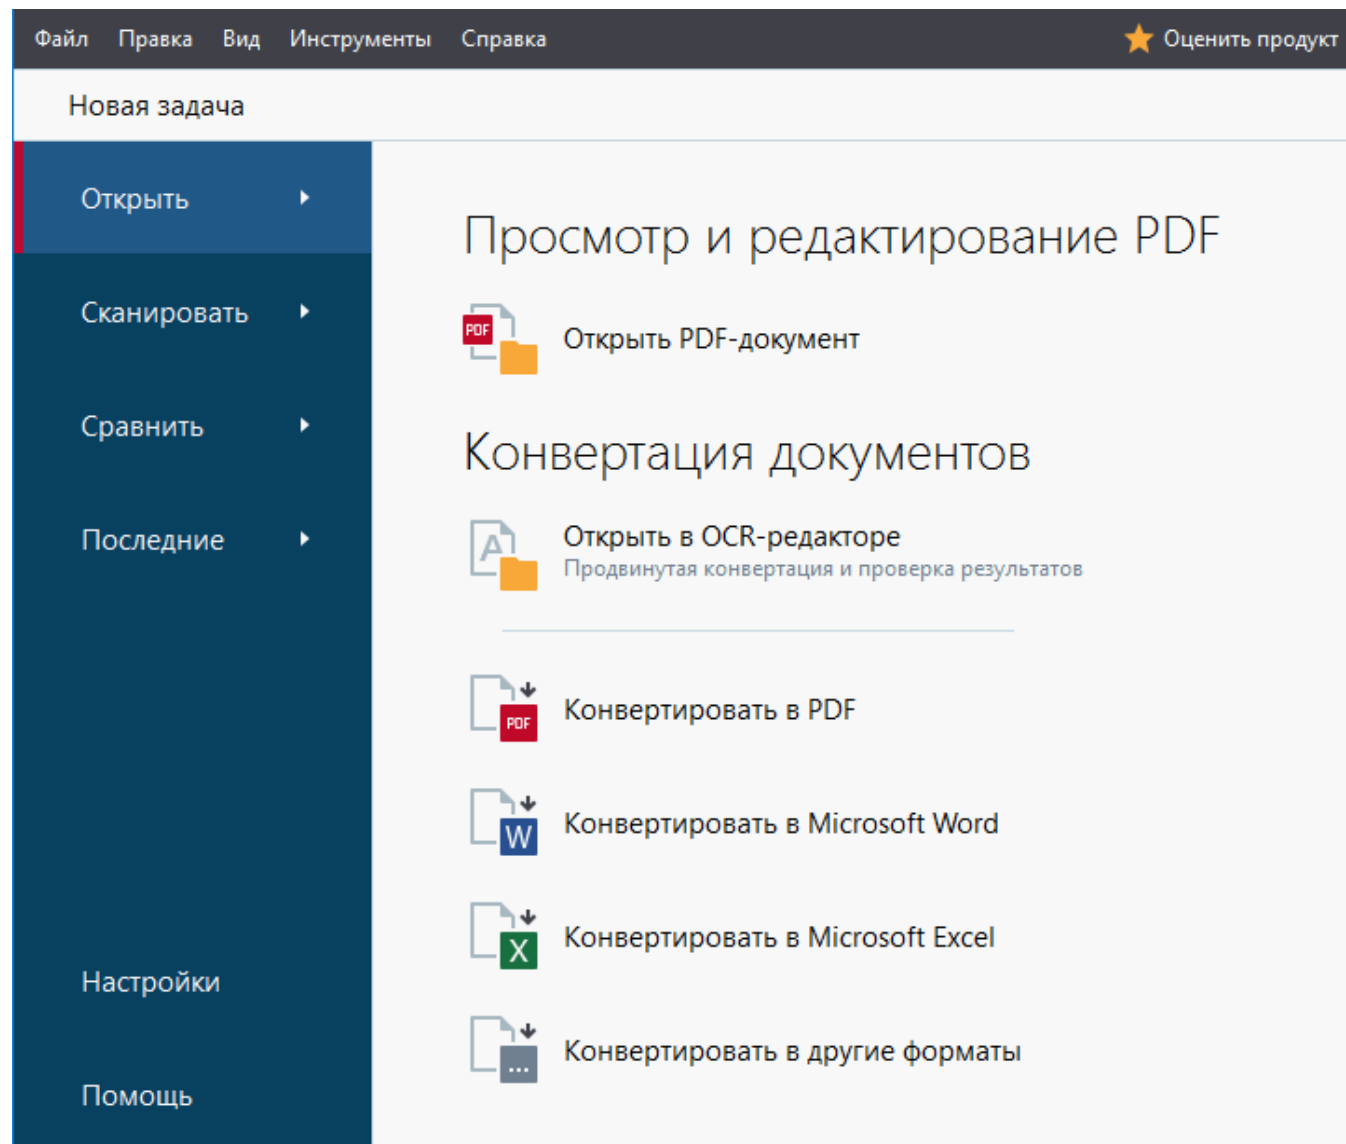 Файл Правка Вид Инструменты Справка Оценить продукт
Новая задача
Открыть
Сканировать
Сравнить
Последние
Настройки
Помощь
Просмотр и редактирование PDF
PDF
Открыть PDF-документ
Конвертация документов
A
Открыть в OCR-редакторе
Продвинутая конвертация и проверка результатов
PDF
Конвертировать в PDF
W
Конвертировать в Microsoft Word
X
Конвертировать в Microsoft Excel
...
Конвертировать в другие форматы